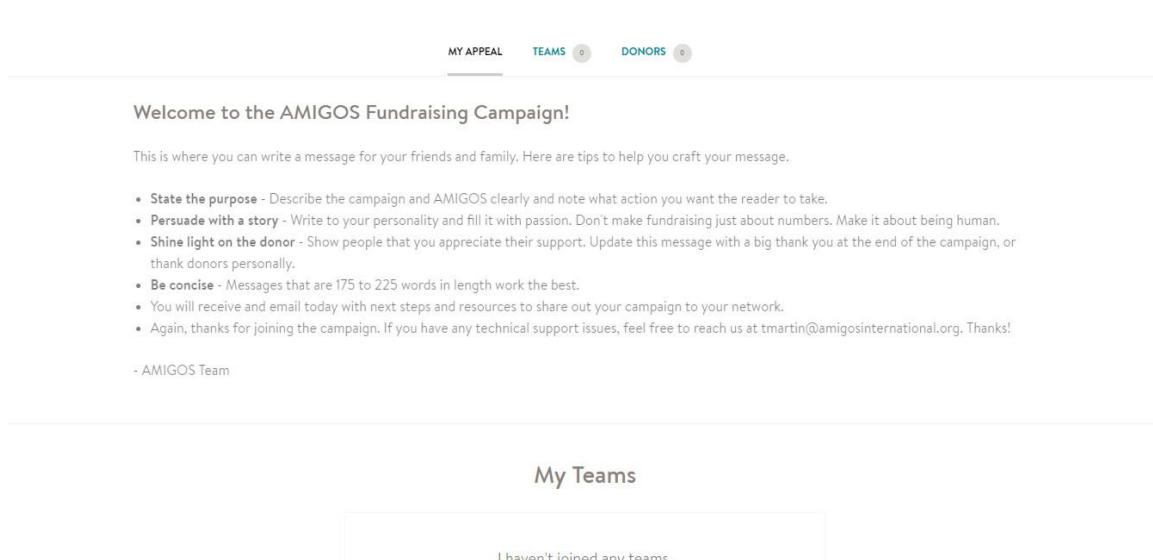 MY APPEAL TEAMS 0 DONORS 0
Welcome to the AMIGOS Fundraising Campaign!
This is where you can write a message for your friends and family. Here are tips to help you craft your message.
• State the purpose - Describe the campaign and AMIGOS clearly and note what action you want the reader to take.
• Persuade with a story - Write to your personality and fill it with passion. Don't make fundraising just about numbers. Make it about being human.
• Shine light on the donor - Show people that you appreciate their support. Update this message with a big thank you at the end of the campaign, or
thank donors personally.
• Be concise - Messages that are 175 to 225 words in length work the best.
• You will receive and email today with next steps and resources to share out your campaign to your network.
• Again, thanks for joining the campaign. If you have any technical support issues, feel free to reach us at tmartin@amigosinternational.org. Thanks!
- AMIGOS Team
My Teams
I haven't joined any teams